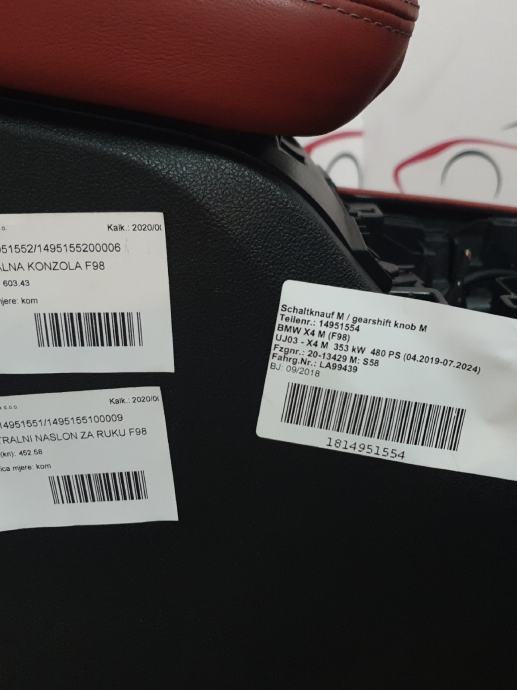 Kalk.: 2020/0
951552/1495155200006
ALNA KONZOLA F98
603.43
mjere: kom
Kalk.: 2020/0
14951551/1495155100009
TRALNI NASLON ZA RUKU F98
(kn): 452.58
ica mjere: kom
Schaltknauf M / gearshift knob M
Teilenr.: 14951554
BMW X4 M (F98)
UJ03 - X4 M 353 kW 480 PS (04.2019-07.2024)
Fzgnr.: 20-13429 M: S58
Fahrg.Nr.: LA99439
BJ: 09/2018
1814951554